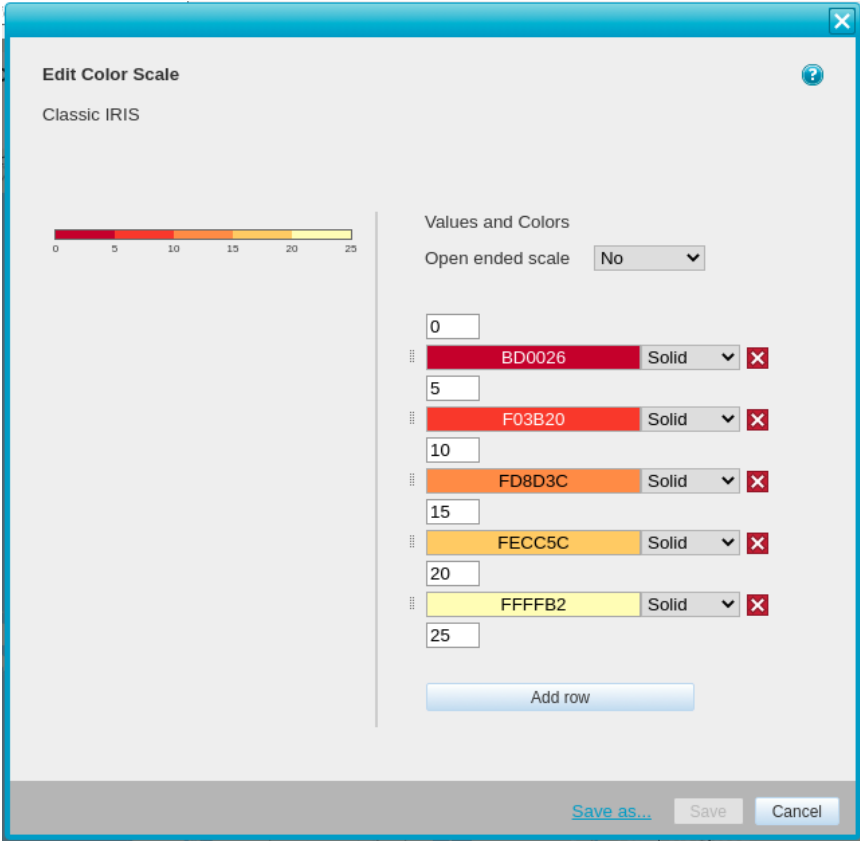 Edit Color Scale
Classic IRIS
0 5 10 15 20 25
Values and Colors
Open ended scale No
0
BD0026 Solid
5
F03B20 Solid
10
FD8D3C Solid
15
FECC5C Solid
20
FFFFB2 Solid
25
Add row
Save as... Save Cancel